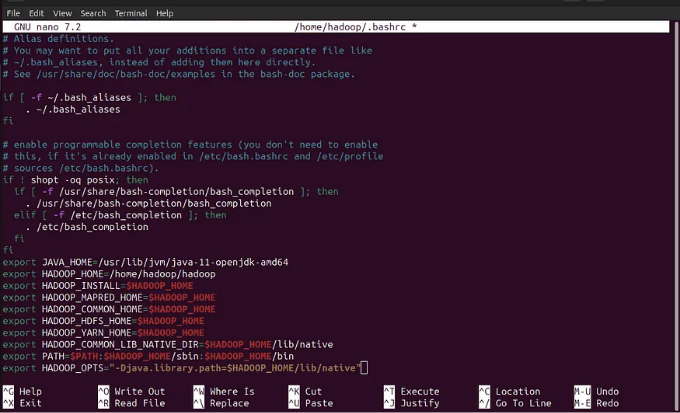 File Edit View Search Terminal Help
GNU nano 7.2 /home/hadoop/.bashrc *
# Alias definitions.
# You may want to put all your additions into a separate file like
# ~/.bash_aliases, instead of adding them here directly.
# See /usr/share/doc/bash-doc/examples in the bash-doc package.
if [ -f ~/.bash_aliases ]; then
. ~/.bash_aliases
fi
# enable programmable completion features (you don't need to enable
# this, if it's already enabled in /etc/bash.bashrc and /etc/profile
# sources /etc/bash.bashrc).
if ! shopt -oq posix; then
if [ -f /usr/share/bash-completion/bash_completion ]; then
. /usr/share/bash-completion/bash_completion
elif [ -f /etc/bash_completion ]; then
. /etc/bash_completion
fi
fi
export JAVA_HOME=/usr/lib/jvm/java-11-openjdk-amd64
export HADOOP_HOME=/home/hadoop/hadoop
export HADOOP_INSTALL=$HADOOP_HOME
export HADOOP_MAPRED_HOME=$HADOOP_HOME
export HADOOP_COMMON_HOME=$HADOOP_HOME
export HADOOP_HDFS_HOME=$HADOOP_HOME
export HADOOP_YARN_HOME=$HADOOP_HOME
export HADOOP_COMMON_LIB_NATIVE_DIR=$HADOOP_HOME/lib/native
export PATH=$PATH:$HADOOP_HOME/sbin:$HADOOP_HOME/bin
export HADOOP_OPTS="-Djava.library.path=$HADOOP_HOME/lib/native"
^G Help ^O Write Out ^W Where Is ^K Cut ^T Execute ^C Location M-U Undo
^X Exit ^R Read File ^\ Replace ^U Paste ^J Justify ^/ Go To Line M-E Redo